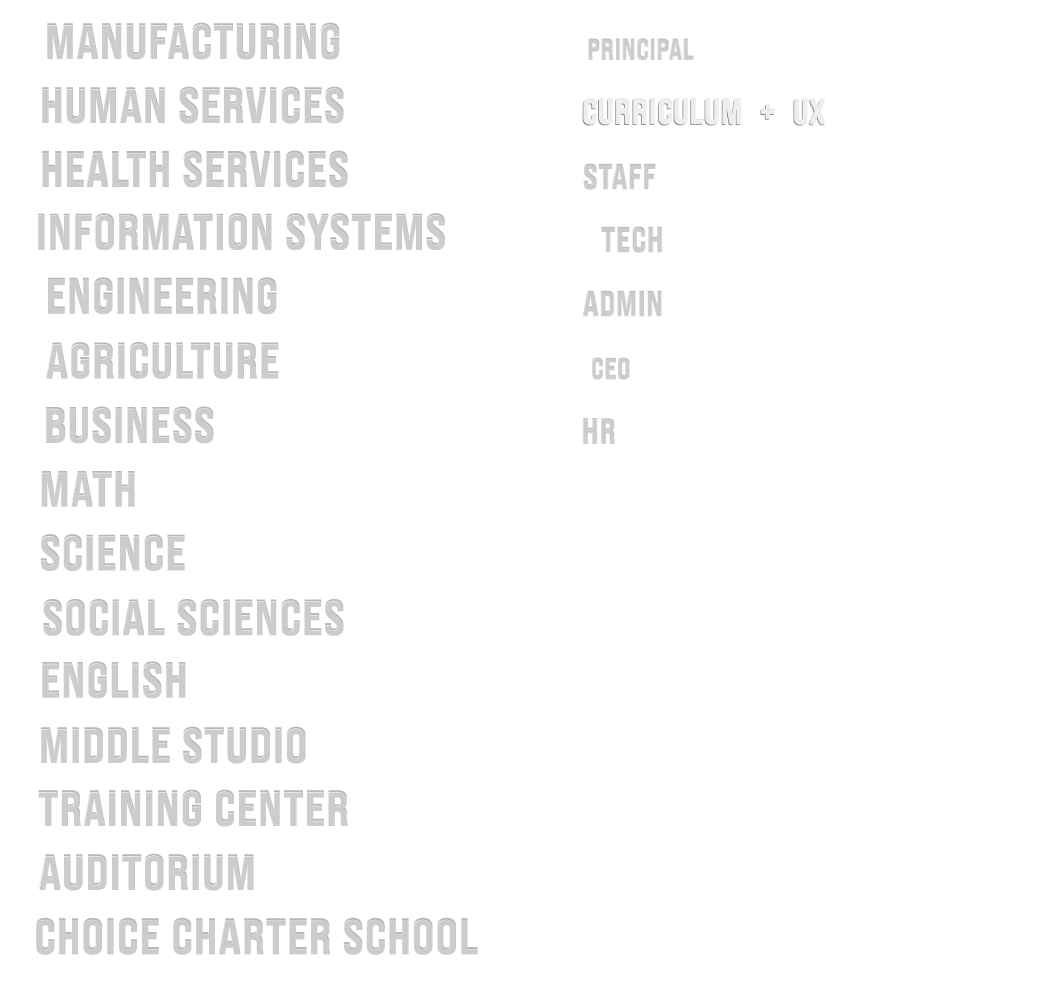 MANUFACTURING
HUMAN SERVICES
HEALTH SERVICES
INFORMATION SYSTEMS
ENGINEERING
AGRICULTURE
BUSINESS
MATH
SCIENCE
SOCIAL SCIENCES
ENGLISH
MIDDLE STUDIO
TRAINING CENTER
AUDITORIUM
CHOICE CHARTER SCHOOL
PRINCIPAL
CURRICULUM + UX
STAFF
TECH
ADMIN
CEO
HR